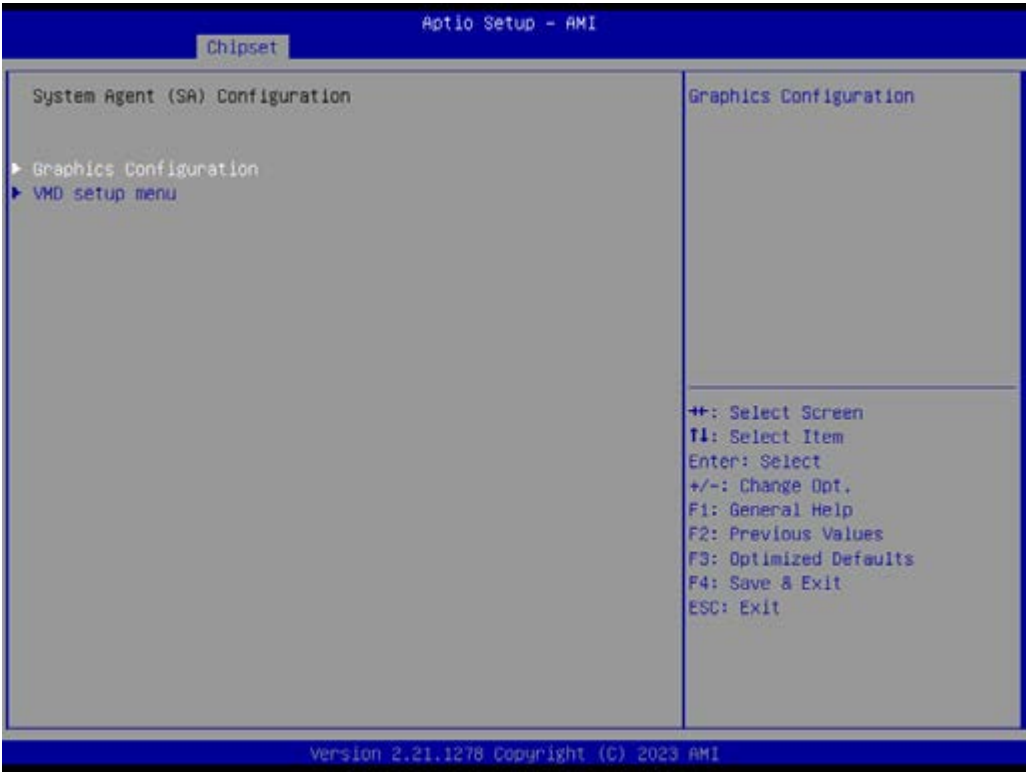 Aptio Setup – AMI
Chipset
System Agent (SA) Configuration
Graphics Configuration
VMD setup menu
Graphics Configuration
→←: Select Screen
↑↓: Select Item
Enter: Select
+/-: Change Opt.
F1: General Help
F2: Previous Values
F3: Optimized Defaults
F4: Save & Exit
ESC: Exit
Version 2.21.1278 Copyright (C) 2023 AMI